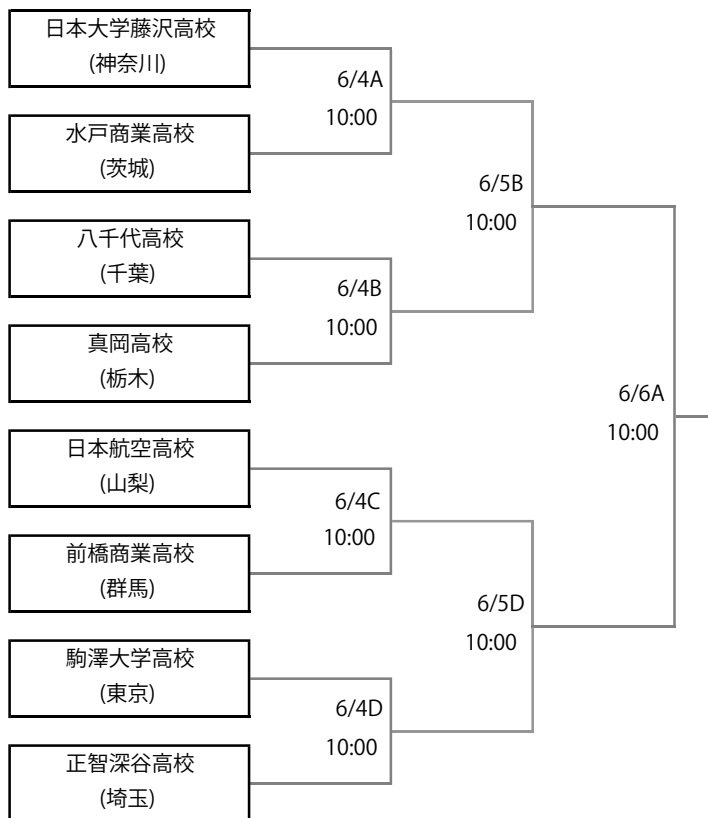 日本大学藤沢高校
(神奈川)
6/4A
10:00
水戸商業高校
(茨城)
6/5B
10:00
八千代高校
(千葉)
6/4B
10:00
真岡高校
(栃木)
6/6A
10:00
日本航空高校
(山梨)
6/4C
10:00
前橋商業高校
(群馬)
6/5D
10:00
駒澤大学高校
(東京)
6/4D
10:00
正智深谷高校
(埼玉)